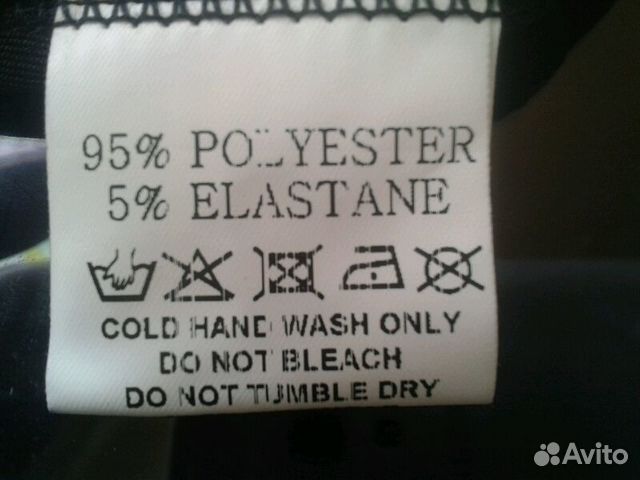 95% POLYESTER
5% ELASTANE
COLD HAND WASH ONLY
DO NOT BLEACH
DO NOT TUMBLE DRY
Avito